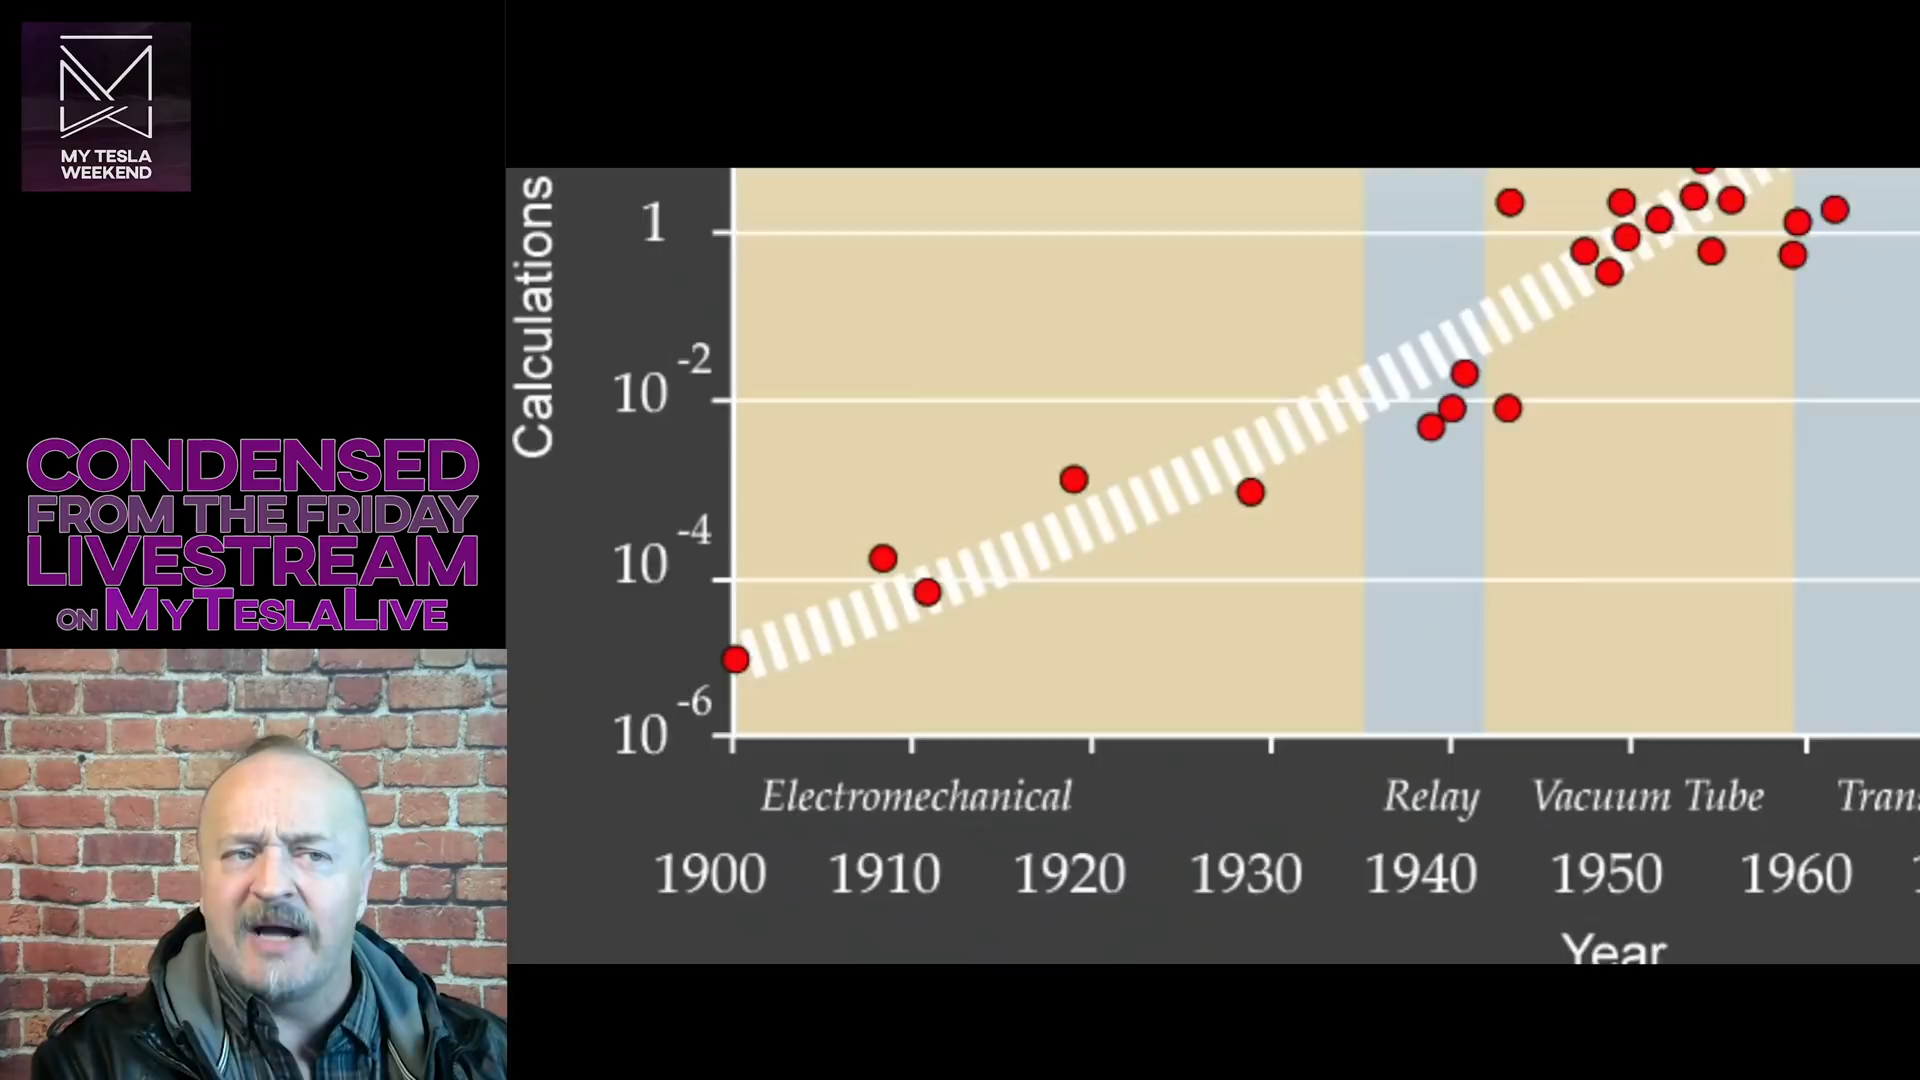 MY TESLA
WEEKEND
CONDENSED
FROM THE FRIDAY
LIVESTREAM
ON MYTESLALIVE
Calculations
1
10 -2
10 -4
10 -6
Electromechanical Relay Vacuum Tube Trans
1900 1910 1920 1930 1940 1950 1960
Year